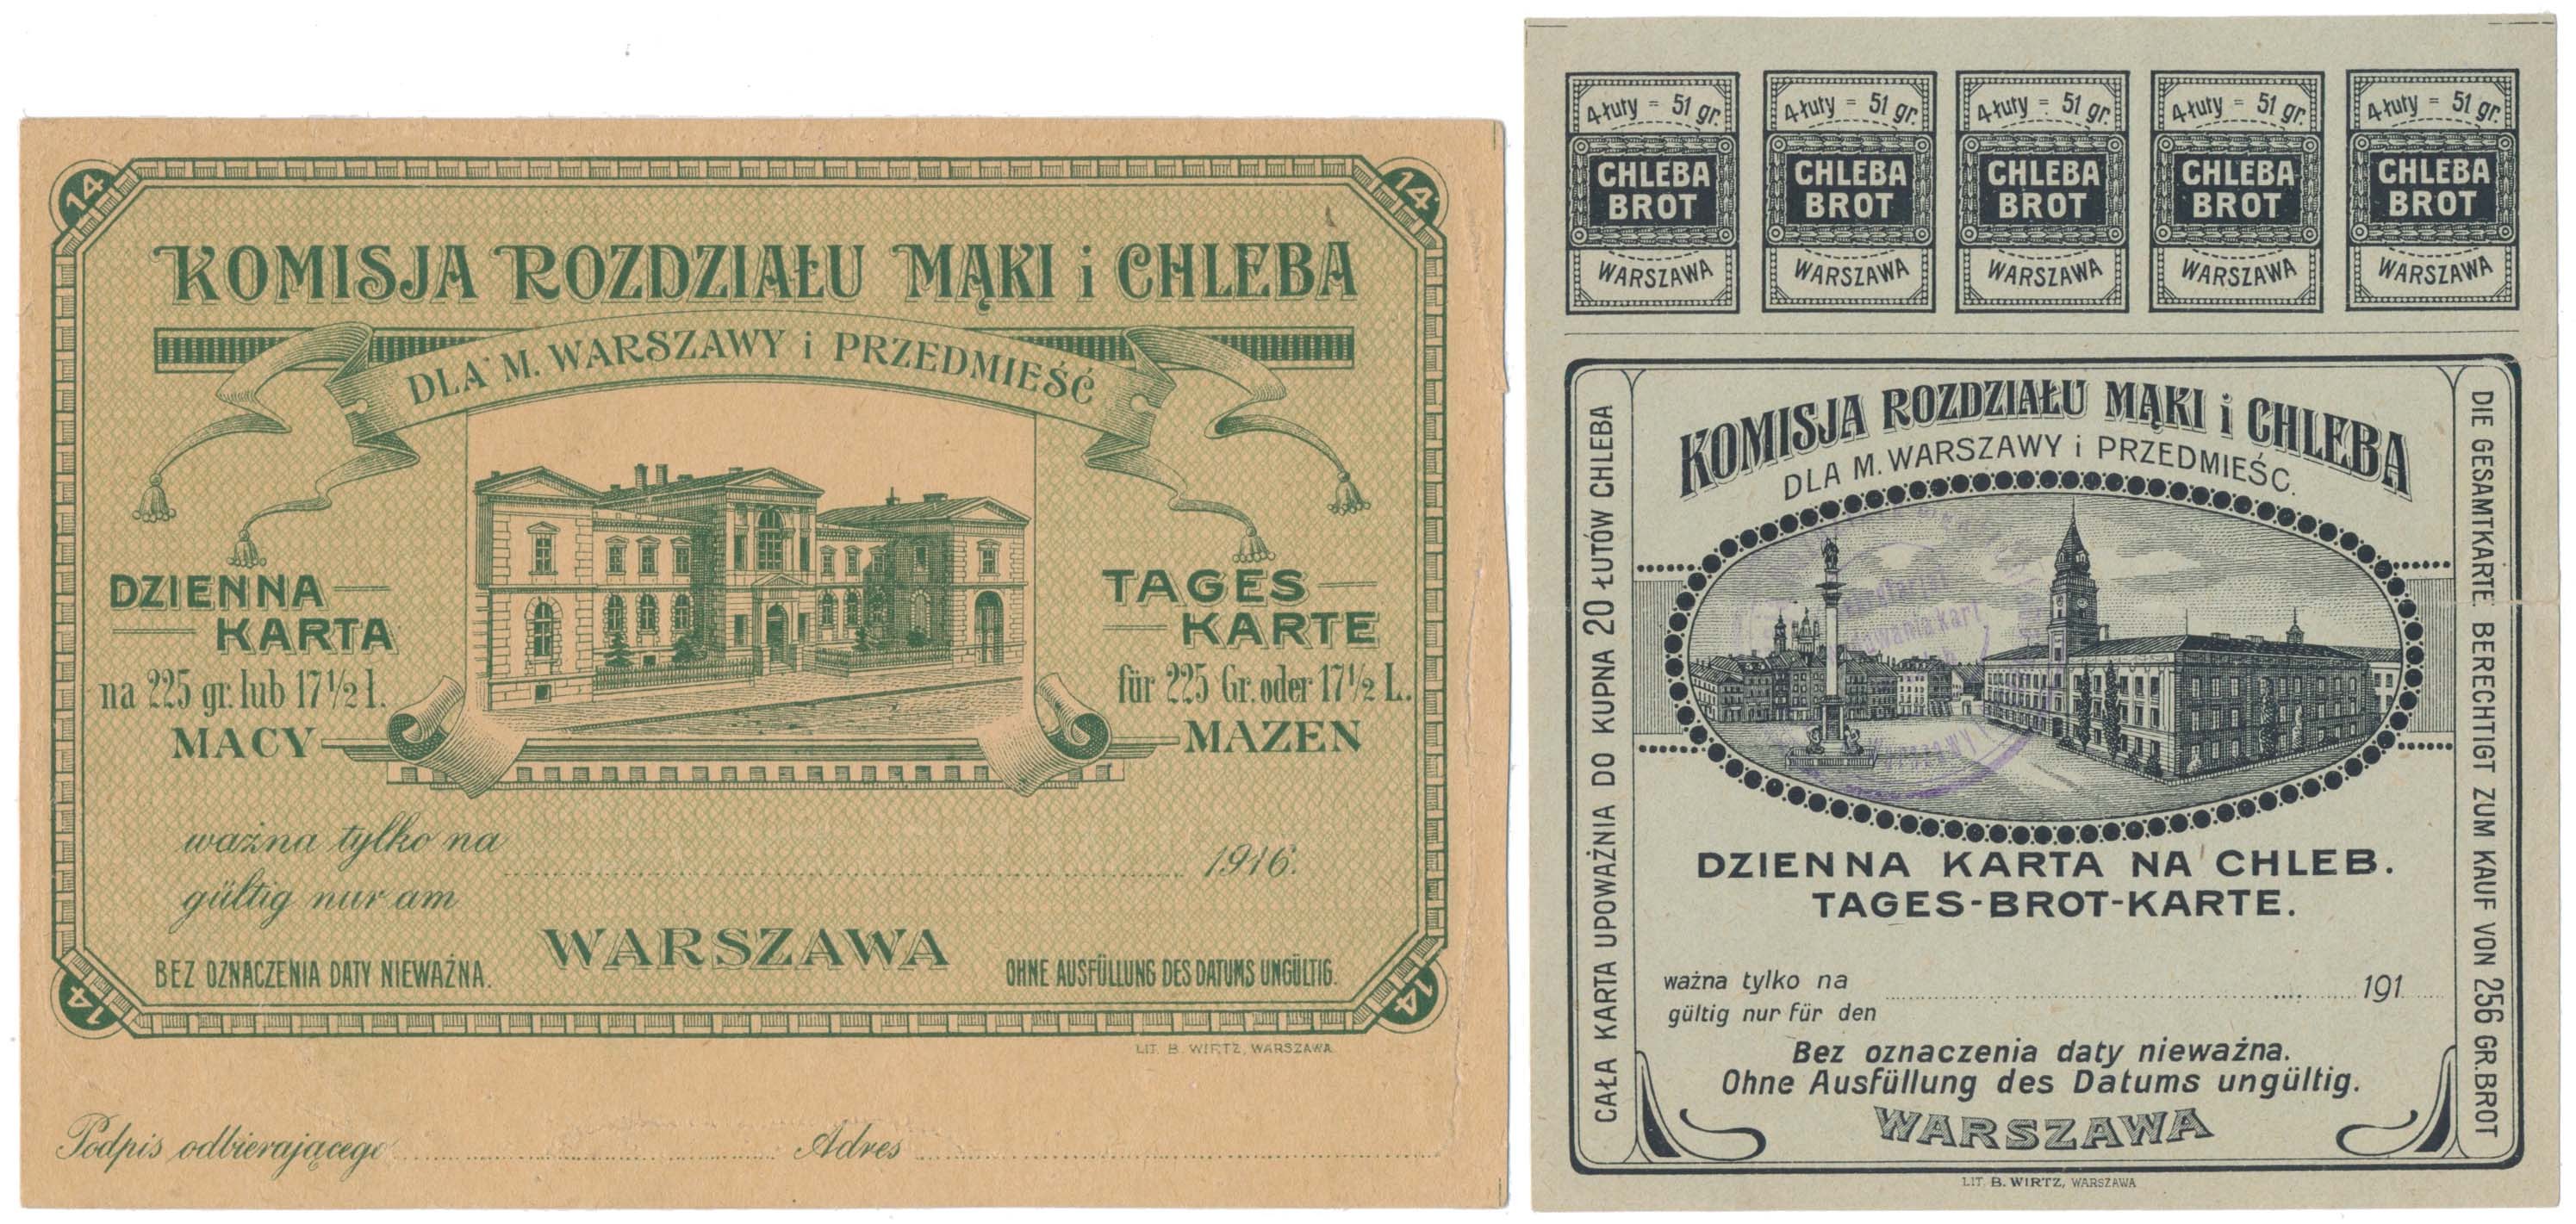 14
14
KOMISJA ROZDZIAŁU MĄKI i CHLEBA
DLA M. WARSZAWY i PRZEDMIEŚĆ
DZIENNA
KARTA
na 225 gr. lub 17½ ł.
MACY
TAGES
KARTE
für 225 Gr. oder 17½ L.
MAZEN
ważna tylko na
gültig nur am
1916.
WARSZAWA
BEZ OZNACZENIA DATY NIEWAŻNA.
OHNE AUSFÜLLUNG DES DATUMS UNGÜLTIG.
14
14
LIT. B. WIRTZ, WARSZAWA.
Podpis odbierającego
Adres
4 łuty = 51 gr.
CHLEBA
BROT
WARSZAWA
4 łuty = 51 gr.
CHLEBA
BROT
WARSZAWA
4 łuty = 51 gr.
CHLEBA
BROT
WARSZAWA
4 łuty = 51 gr.
CHLEBA
BROT
WARSZAWA
4 łuty = 51 gr.
CHLEBA
BROT
WARSZAWA
CAŁA KARTA UPOWAŻNIA DO KUPNA 20 ŁUTÓW CHLEBA
KOMISJA ROZDZIAŁU MĄKI i CHLEBA
DLA M. WARSZAWY i PRZEDMIEŚĆ.
DZIENNA KARTA NA CHLEB.
TAGES-BROT-KARTE.
ważna tylko na
gültig nur für den
191
Bez oznaczenia daty nieważna.
Ohne Ausfüllung des Datums ungültig.
WARSZAWA
DIE GESAMTKARTE BERECHTIGT ZUM KAUF VON 256 GR. BROT
LIT. B. WIRTZ, WARSZAWA